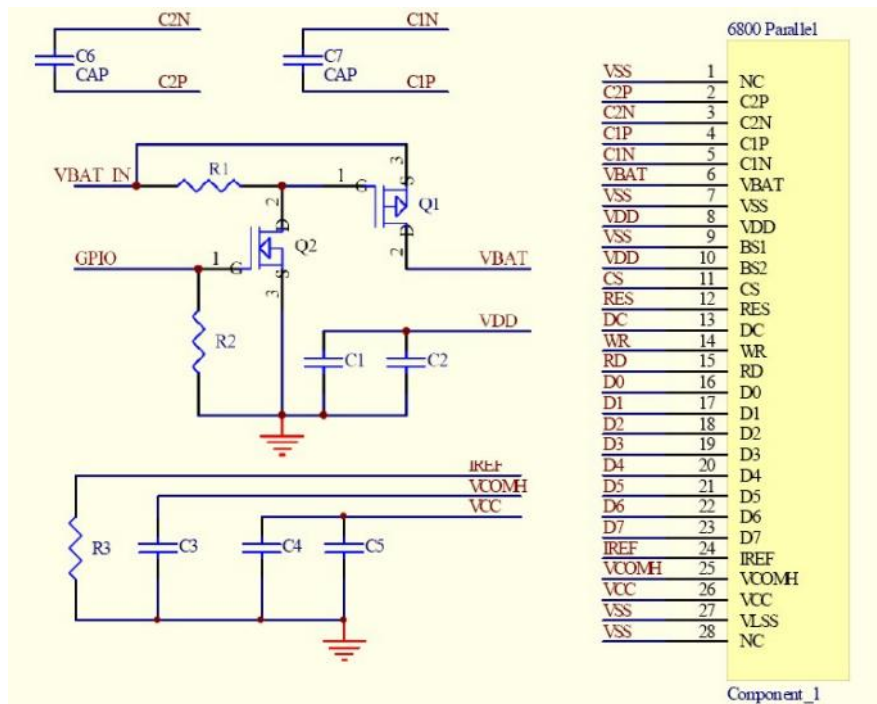 C2N
C6
CAP
C2P
C1N
C7
CAP
C1P
VBAT_IN
R1
1
G
3
S
Q1
D
2
VBAT
GPIO
1
G
2
D
Q2
S
3
R2
VDD
C1
C2
IREF
VCOMH
VCC
R3
C3
C4
C5
6800 Parallel
VSS 1 NC
C2P 2 C2P
C2N 3 C2N
C1P 4 C1P
C1N 5 C1N
VBAT 6 VBAT
VSS 7 VSS
VDD 8 VDD
VSS 9 BS1
VDD 10 BS2
CS 11 CS
RES 12 RES
DC 13 DC
WR 14 WR
RD 15 RD
D0 16 D0
D1 17 D1
D2 18 D2
D3 19 D3
D4 20 D4
D5 21 D5
D6 22 D6
D7 23 D7
IREF 24 IREF
VCOMH 25 VCOMH
VCC 26 VCC
VSS 27 VLSS
VSS 28 NC
Component_1